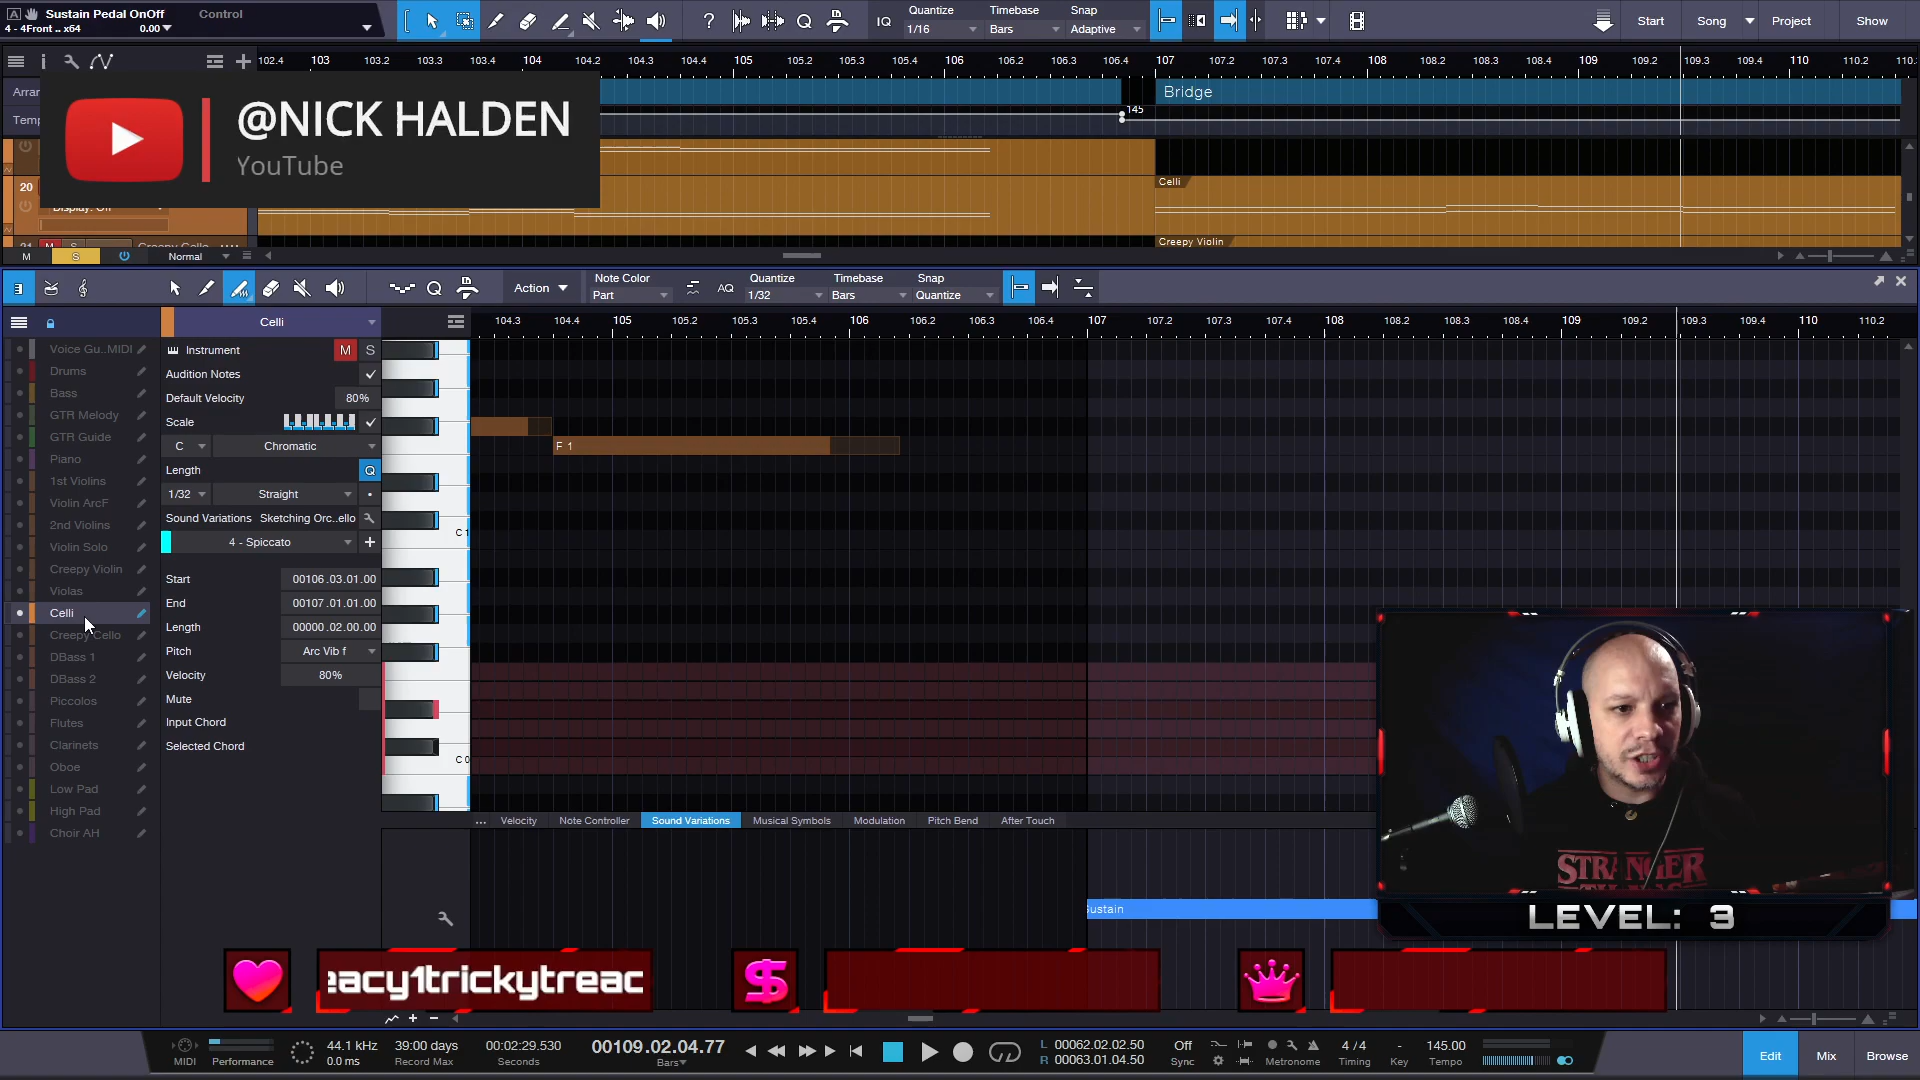 Sustain Pedal OnOff Control
4 - 4Front .. x64 0.00
Quantize Timebase Snap
IQ 1/16 Bars Adaptive
Start Song Project Show
102.4 103 103.2 103.3 103.4 104 104.2 104.3 104.4 105 105.2 105.3 105.4 106 106.2 106.3 106.4 107 107.2 107.3 107.4 108 108.2 108.3 108.4 109 109.2 109.3 109.4 110 110.2 110.
Arrar
Bridge
Temp
145
@NICK HALDEN
YouTube
20
Display: Off
Celli
21 M S Creepy Cello
Creepy Violin
M S Normal
Note Color Quantize Timebase Snap
Action Part AQ 1/32 Bars Quantize
Celli
104.3 104.4 105 105.2 105.3 105.4 106 106.2 106.3 106.4 107 107.2 107.3 107.4 108 108.2 108.3 108.4 109 109.2 109.3 109.4 110 110.2
Voice Gu..MIDI
Drums
Bass
GTR Melody
GTR Guide
Piano
1st Violins
Violin ArcF
2nd Violins
Violin Solo
Creepy Violin
Violas
Celli
Creepy Cello
DBass 1
DBass 2
Piccolos
Flutes
Clarinets
Oboe
Low Pad
High Pad
Choir AH
Instrument M S
Audition Notes
Default Velocity 80%
Scale
C Chromatic
Length Q
1/32 Straight
Sound Variations Sketching Orc..ello
4 - Spiccato
Start 00106.03.01.00
End 00107.01.01.00
Length 00000.02.00.00
Pitch Arc Vib f
Velocity 80%
Mute
Input Chord
Selected Chord
F 1
C 1
C 0
... Velocity Note Controller Sound Variations Musical Symbols Modulation Pitch Bend After Touch
Sustain
STRANGER
LEVEL: 3
eacy1trickytreac
$
MIDI Performance
44.1 kHz
0.0 ms
39:00 days
Record Max
00:02:29.530
Seconds
00109.02.04.77
Bars
L 00062.02.02.50
R 00063.01.04.50
Off
Sync
Metronome
4 / 4
Timing
-
Key
145.00
Tempo
Edit Mix Browse